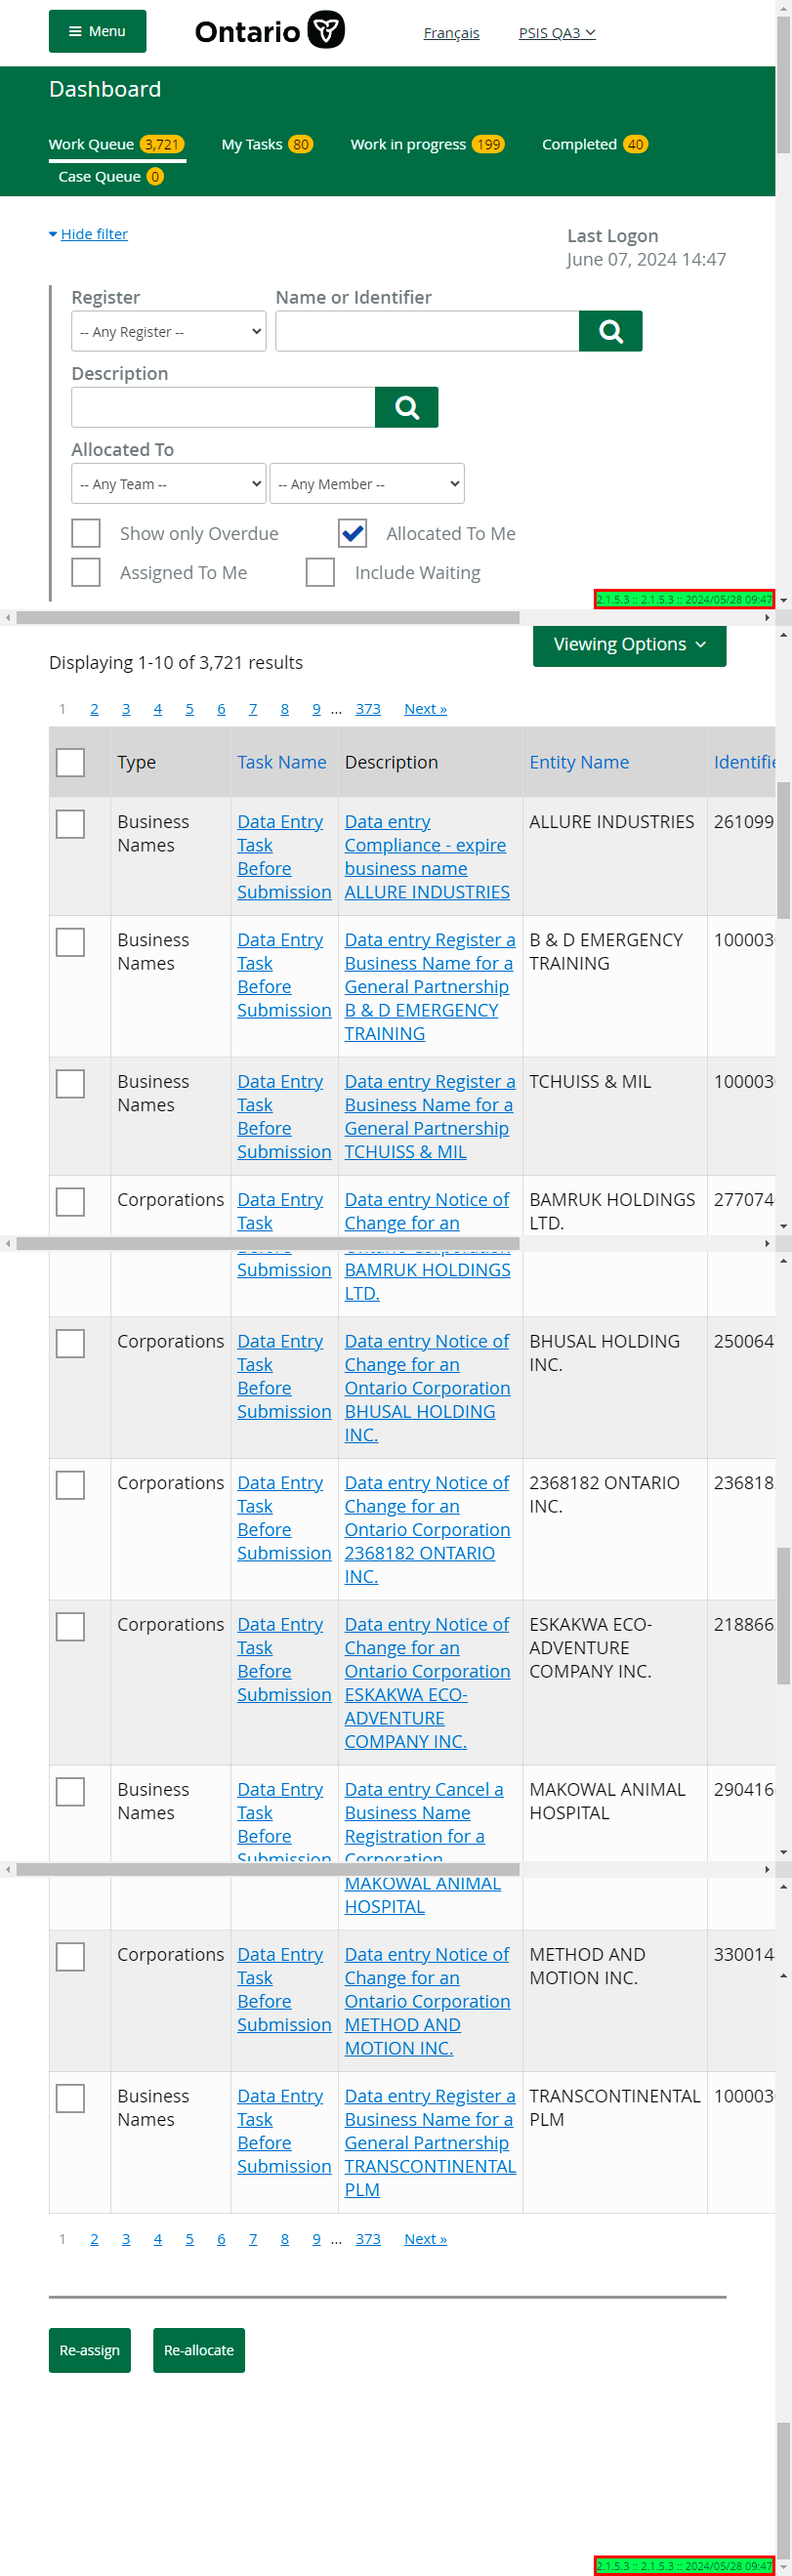 Menu
Ontario
Français
PSIS QA3
Dashboard
Work Queue 3,721
My Tasks 80
Work in progress 199
Completed 40
Case Queue 0
Hide filter
Last Logon
June 07, 2024 14:47
Register
Name or Identifier
-- Any Register --
Description
Allocated To
-- Any Team --
-- Any Member --
Show only Overdue
Allocated To Me
Assigned To Me
Include Waiting
2.1.5.3 :: 2.1.5.3 :: 2024/05/28 09:47
Viewing Options
Displaying 1-10 of 3,721 results
1 2 3 4 5 6 7 8 9 ... 373 Next »
Type
Task Name
Description
Entity Name
Business
Names
Data Entry
Task
Before
Submission
Data entry
Compliance - expire
business name
ALLURE INDUSTRIES
ALLURE INDUSTRIES
261099
Business
Names
Data Entry
Task
Before
Submission
Data entry Register a
Business Name for a
General Partnership
B & D EMERGENCY
TRAINING
B & D EMERGENCY
TRAINING
Business
Names
Data Entry
Task
Before
Submission
Data entry Register a
Business Name for a
General Partnership
TCHUISS & MIL
TCHUISS & MIL
Corporations
Data Entry
Task
Submission
Data entry Notice of
Change for an
BAMRUK HOLDINGS
LTD.
BAMRUK HOLDINGS
LTD.
Corporations
Data Entry
Task
Before
Submission
Data entry Notice of
Change for an
Ontario Corporation
BHUSAL HOLDING
INC.
BHUSAL HOLDING
INC.
Corporations
Data Entry
Task
Before
Submission
Data entry Notice of
Change for an
Ontario Corporation
2368182 ONTARIO
INC.
2368182 ONTARIO
INC.
Corporations
Data Entry
Task
Before
Submission
Data entry Notice of
Change for an
Ontario Corporation
ESKAKWA ECO-
ADVENTURE
COMPANY INC.
ESKAKWA ECO-
ADVENTURE
COMPANY INC.
Business
Names
Data Entry
Task
Before
Submission
Data entry Cancel a
Business Name
Registration for a
Corporation
MAKOWAL ANIMAL
HOSPITAL
MAKOWAL ANIMAL
HOSPITAL
Corporations
Data Entry
Task
Before
Submission
Data entry Notice of
Change for an
Ontario Corporation
METHOD AND
MOTION INC.
METHOD AND
MOTION INC.
Business
Names
Data Entry
Task
Before
Submission
Data entry Register a
Business Name for a
General Partnership
TRANSCONTINENTAL
PLM
TRANSCONTINENTAL
PLM
1 2 3 4 5 6 7 8 9 ... 373 Next »
Re-assign
Re-allocate
2.1.5.3 :: 2.1.5.3 :: 2024/05/28 09:47